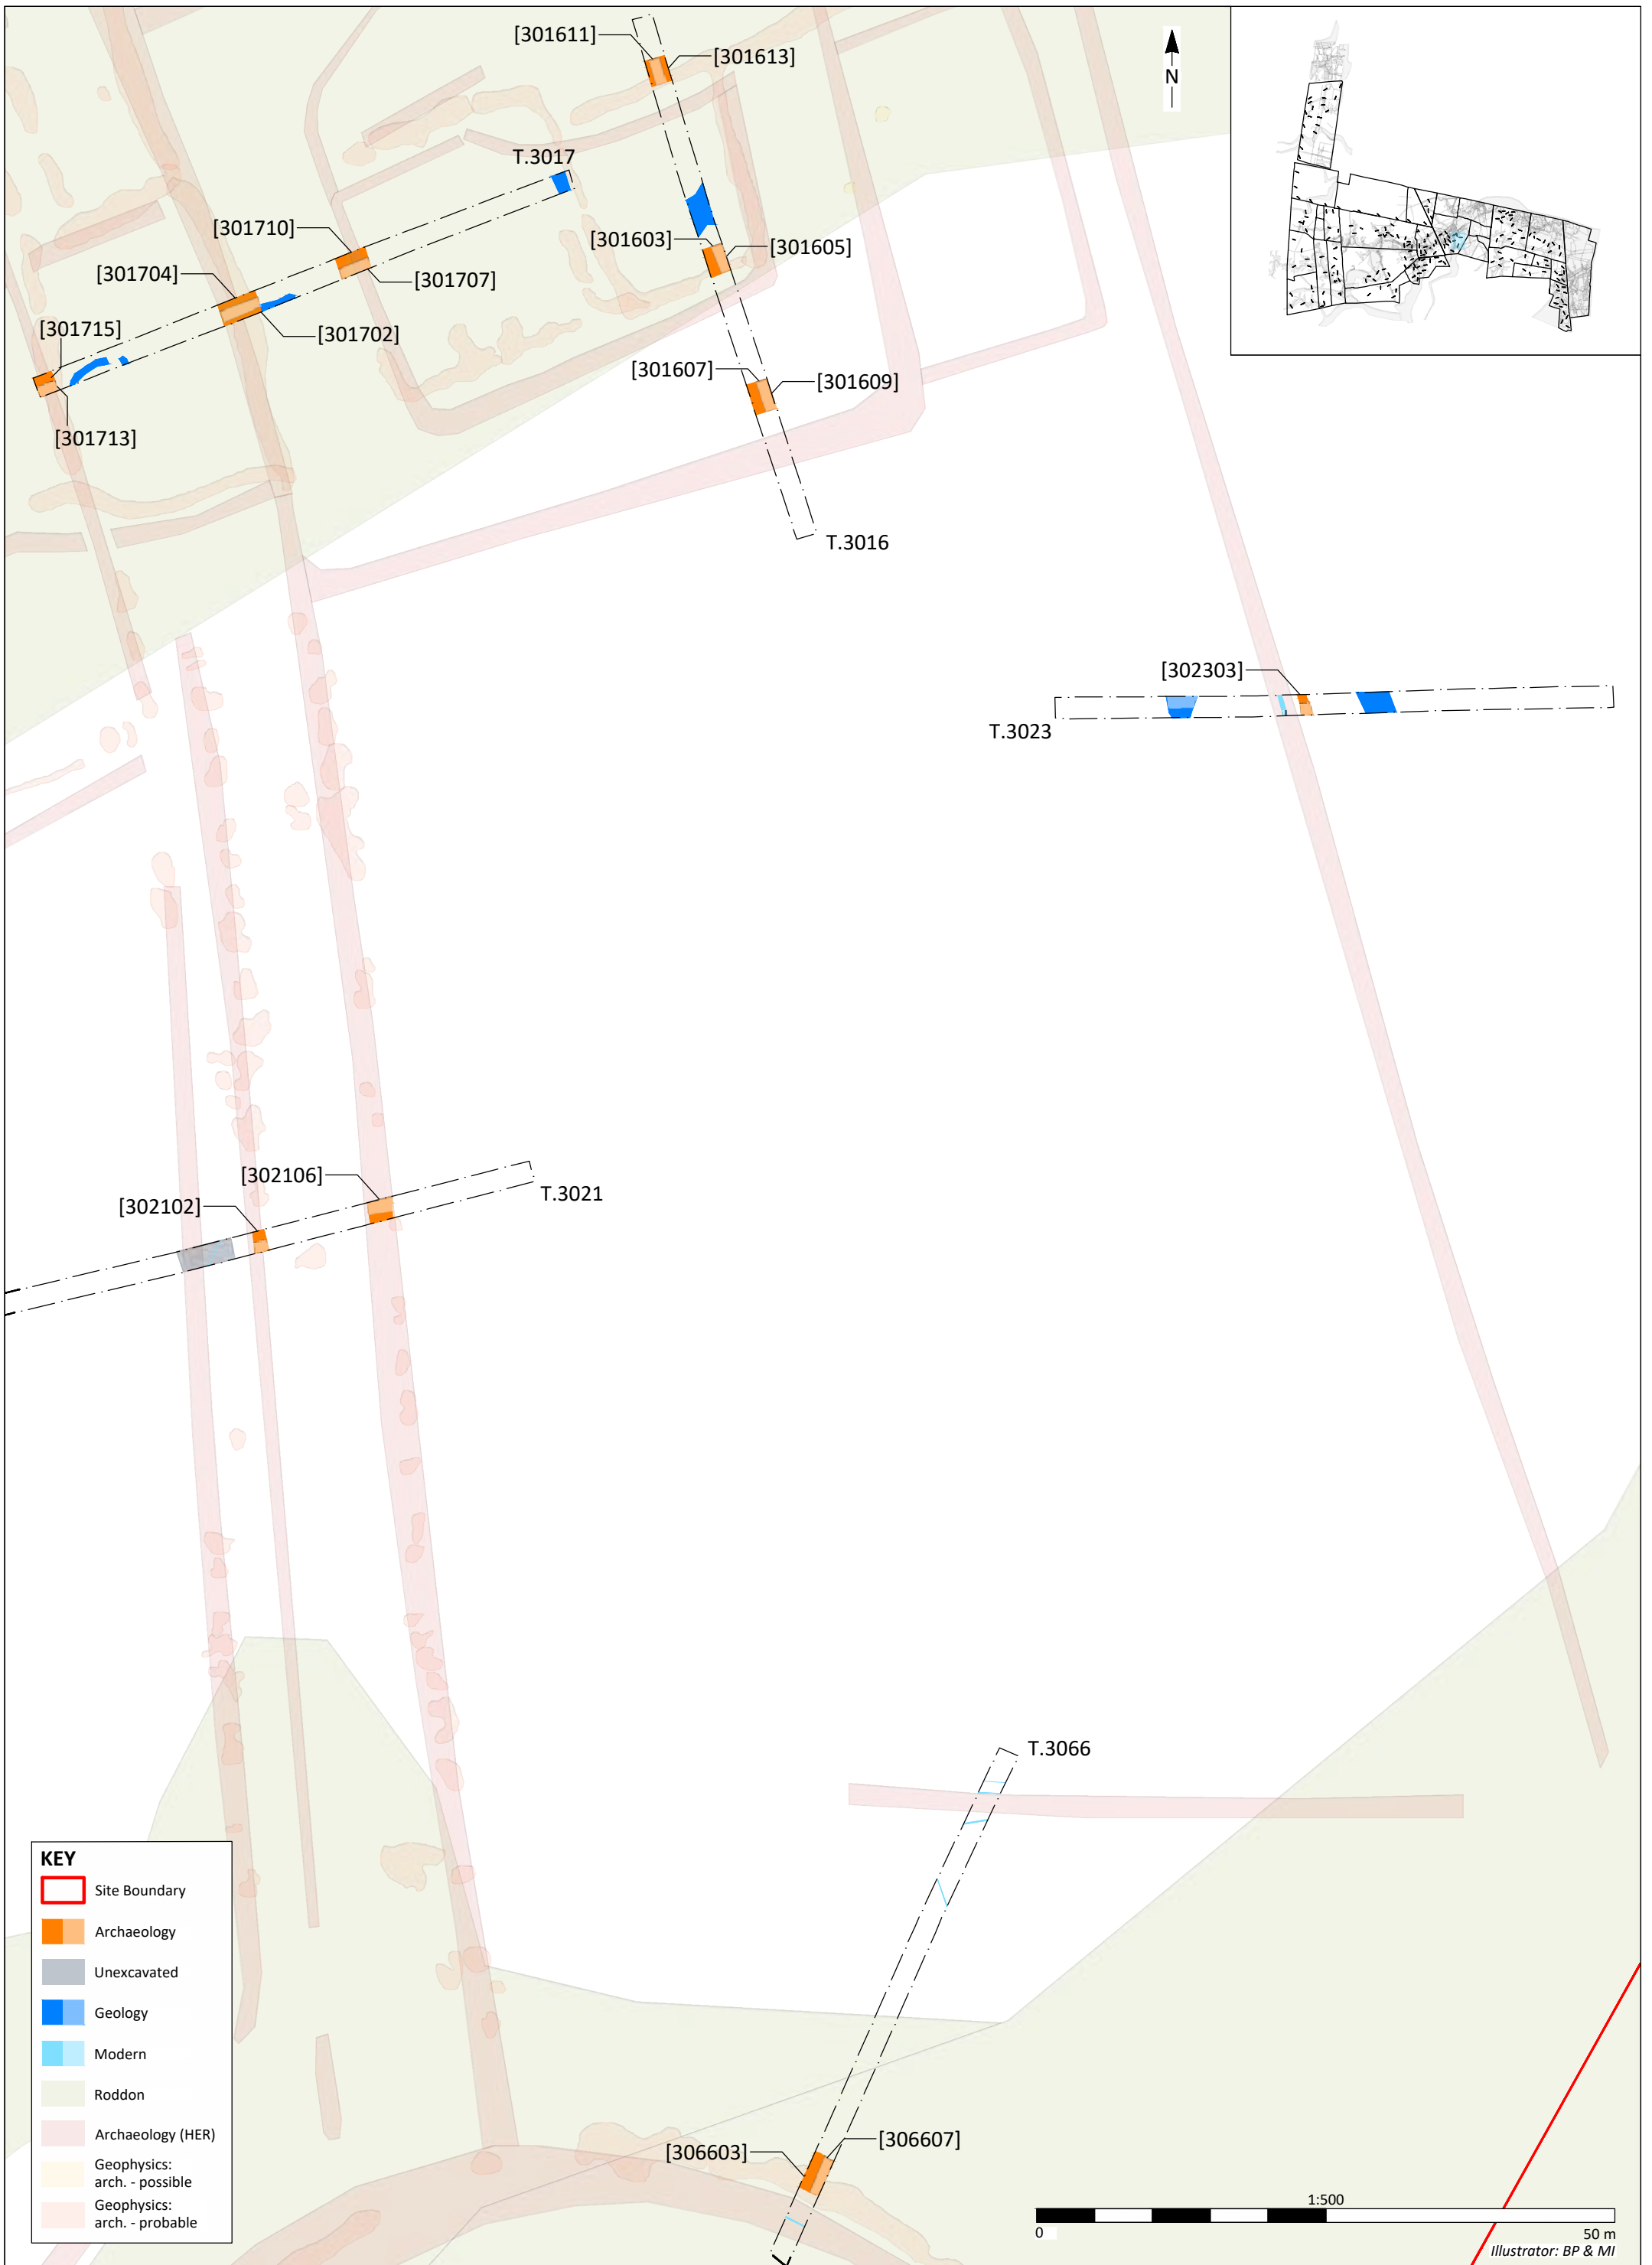 [301611]
[301613]
N
T.3017
[301710]
[301603]
[301605]
[301704]
[301707]
[301715]
[301702]
[301607]
[301609]
[301713]
T.3016
[302303]
T.3023
[302106]
T.3021
[302102]
T.3066
KEY
Site Boundary
Archaeology
Unexcavated
Geology
Modern
Roddon
Archaeology (HER)
Geophysics:
arch. - possible
Geophysics:
arch. - probable
[306603]
[306607]
1:500
0
50 m
Illustrator: BP & MI